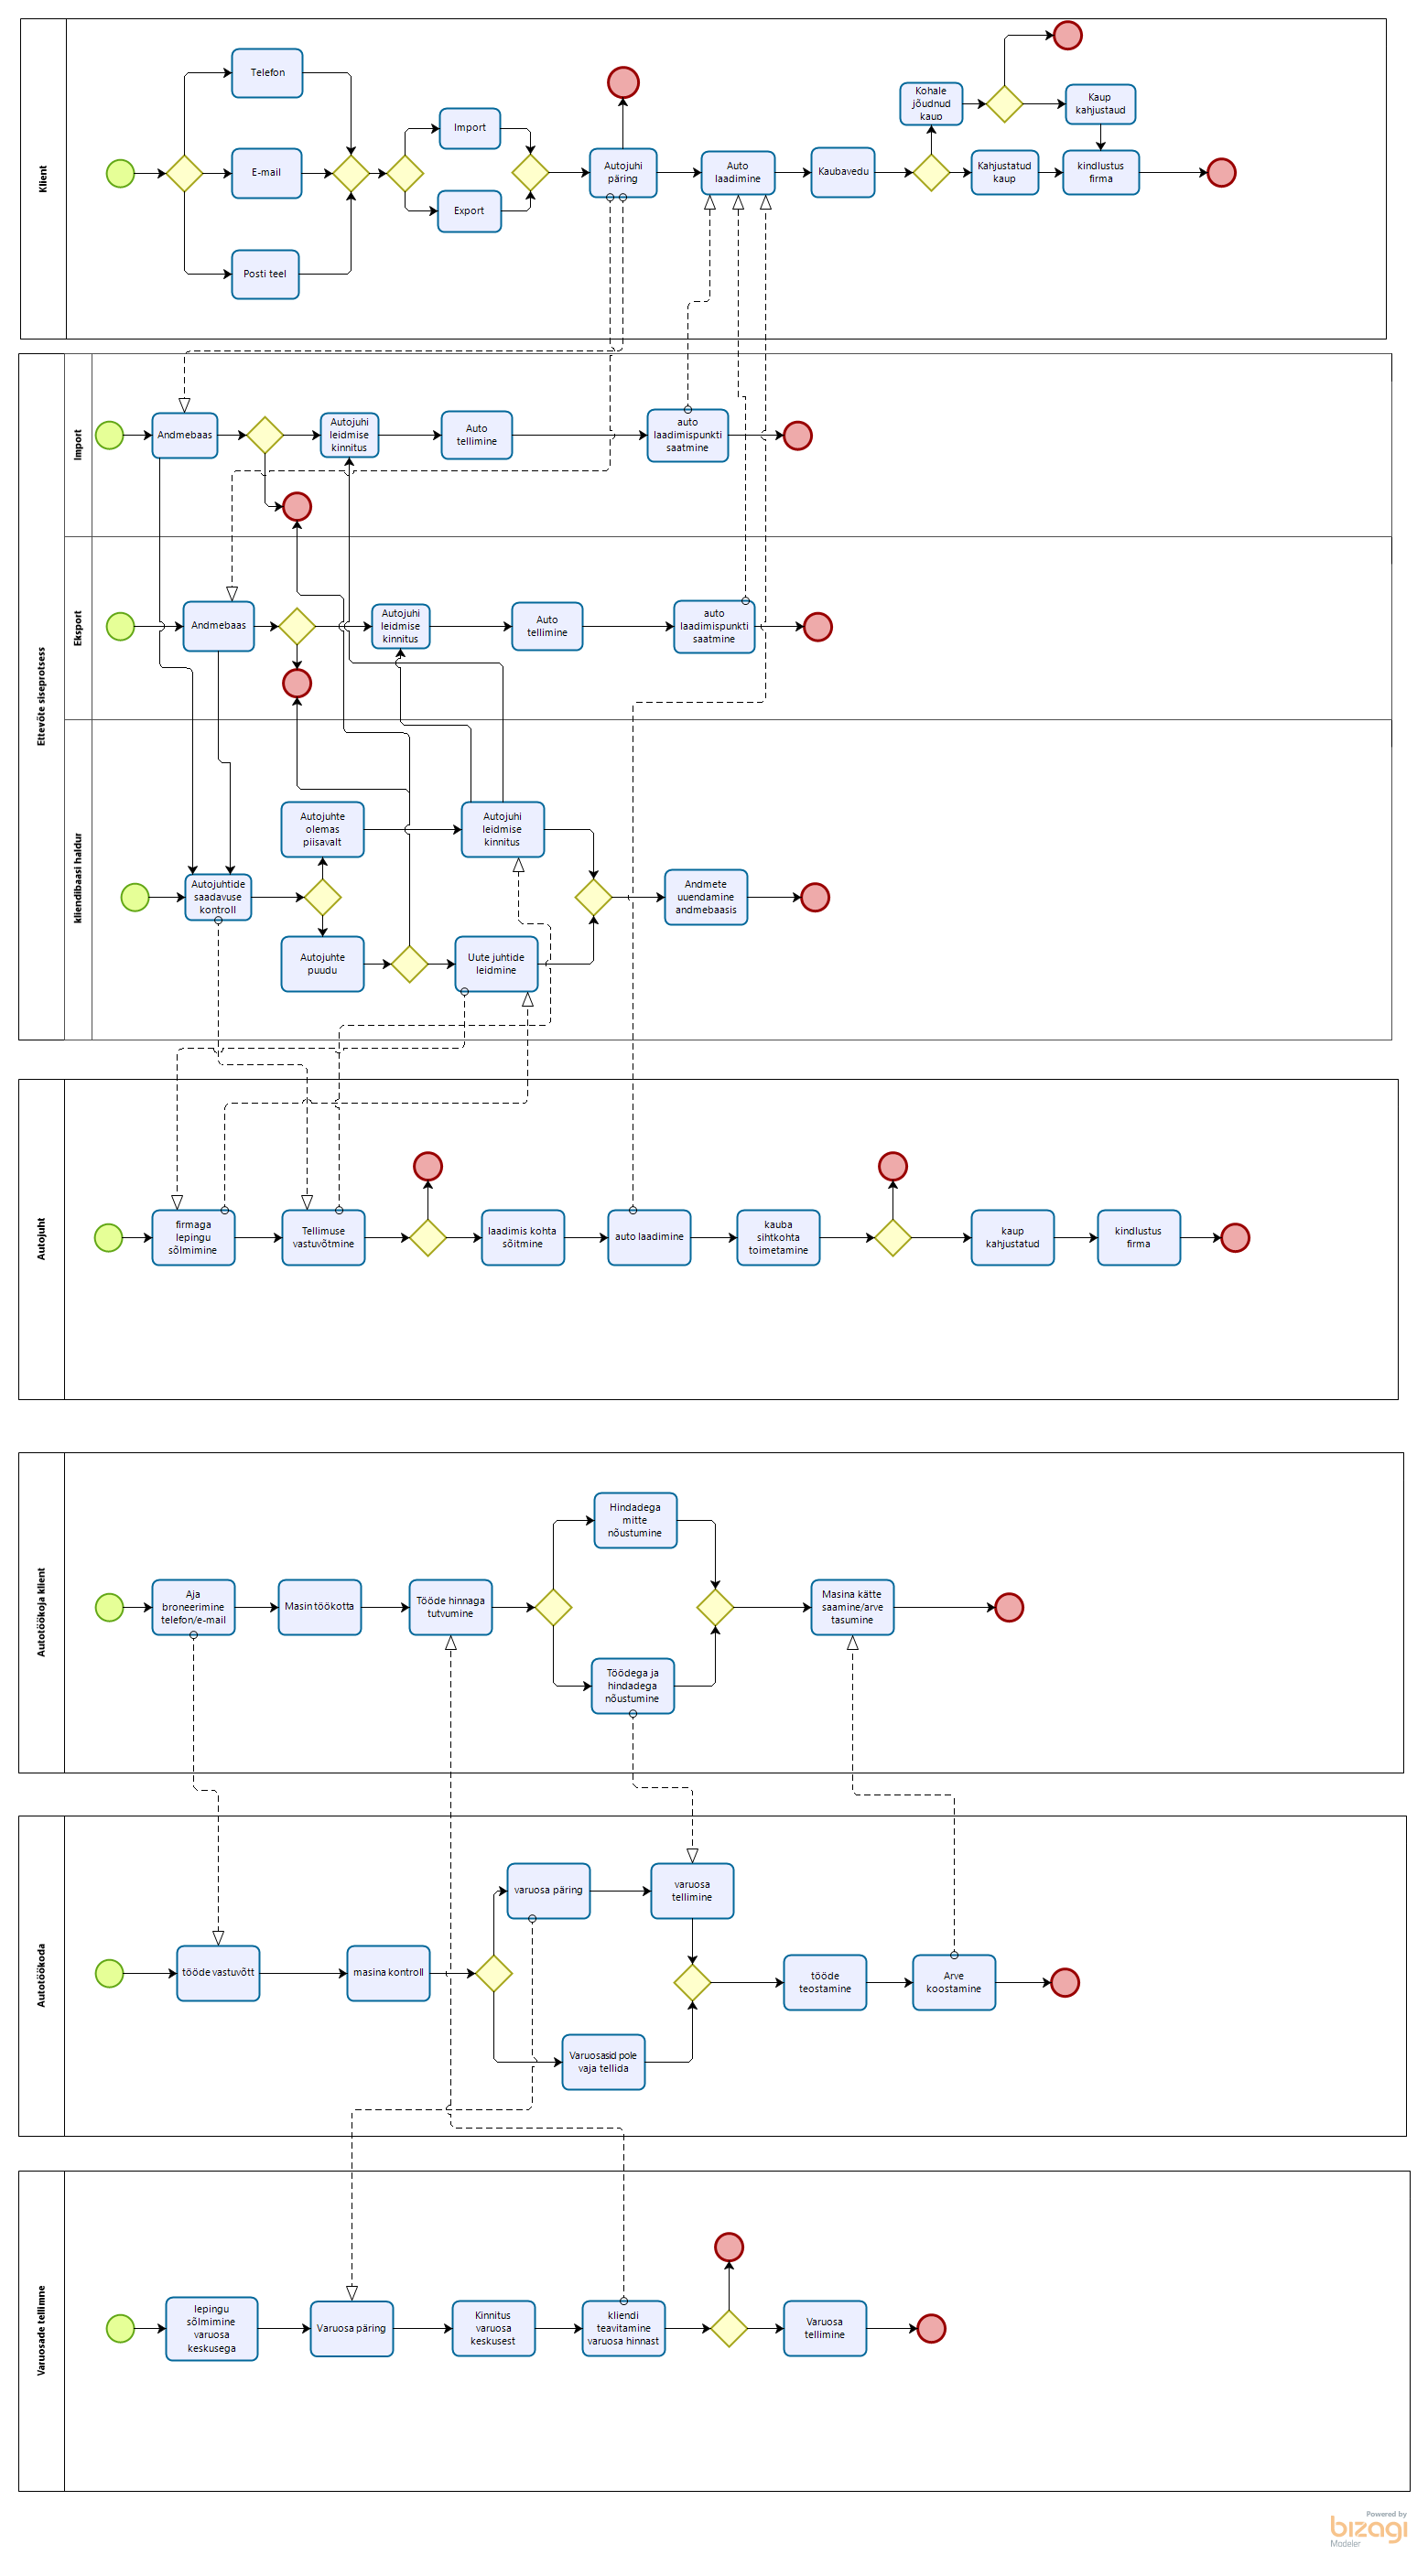 Klient
Telefon
E-mail
Posti teel
Import
Export
Autojuhi
päring
Auto
laadimine
Kaubavedu
Kohale
jõudnud
kaup
Kaup
kahjustaud
Kahjustatud
kaup
kindlustus
firma
Ettevõte siseprotsess
Import
Andmebaas
Autojuhi
leidmise
kinnitus
Auto
tellimine
auto
laadimispunkti
saatmine
Eksport
Andmebaas
Autojuhi
leidmise
kinnitus
Auto
tellimine
auto
laadimispunkti
saatmine
kliendibaasi haldur
Autojuhtide
saadavuse
kontroll
Autojuhte
olemas
piisavalt
Autojuhte
puudu
Autojuhi
leidmise
kinnitus
Uute juhtide
leidmine
Andmete
uuendamine
andmebaasis
Autojuht
firmaga
lepingu
sõlmimine
Tellimuse
vastuvõtmine
laadimis kohta
sõitmine
auto laadimine
kauba
sihtkohta
toimetamine
kaup
kahjustatud
kindlustus
firma
Autotöökoja klient
Aja
broneerimine
telefon/e-mail
Masin töökotta
Tööde hinnaga
tutvumine
Hindadega
mitte
nõustumine
Töödega ja
hindadega
nõustumine
Masina kätte
saamine/arve
tasumine
Autotöökoda
tööde vastuvõtt
masina kontroll
varuosa päring
varuosa
tellimine
Varuosasid pole
vaja tellida
tööde
teostamine
Arve
koostamine
Varuosade tellimne
lepingu
sõlmimine
varuosa
keskusega
Varuosa päring
Kinnitus
varuosa
keskusest
kliendi
teavitamine
varuosa hinnast
Varuosa
tellimine
Powered by
bizagi
Modeler